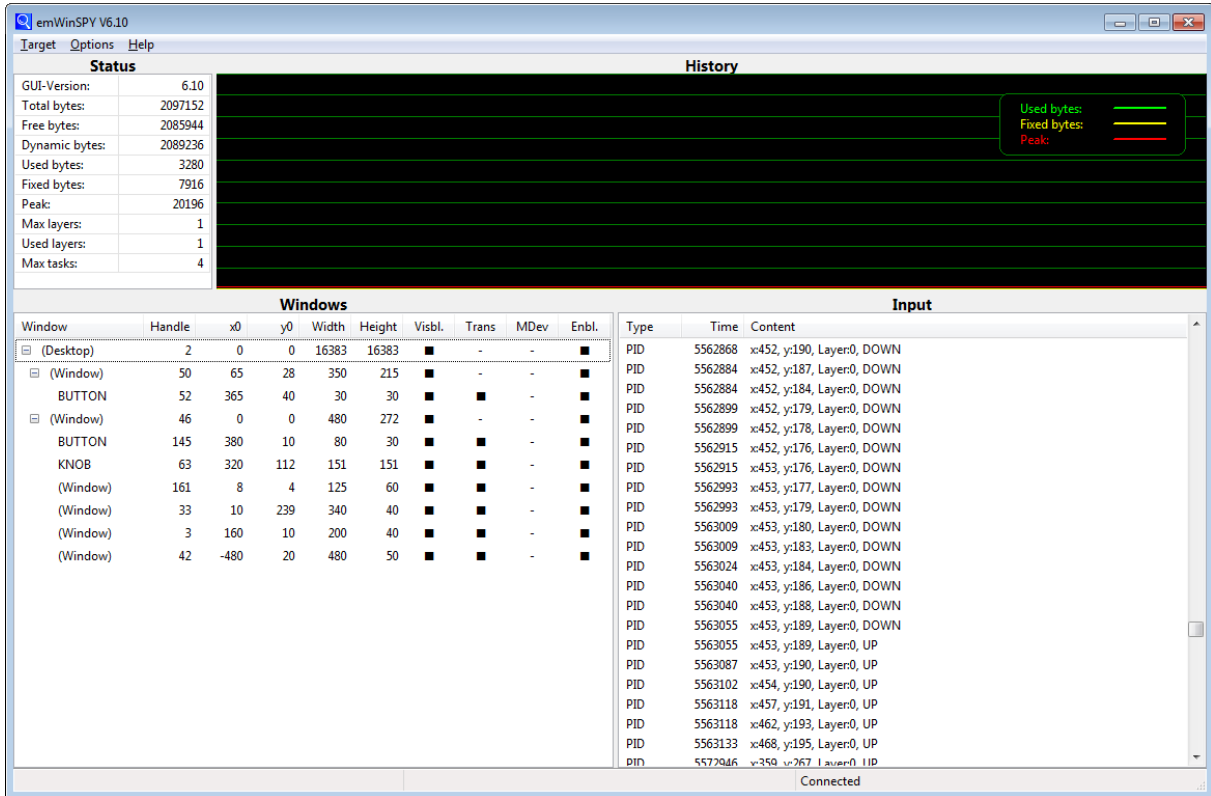 emWinSPY V6.10
Target Options Help
Status
GUI-Version: 6.10
Total bytes: 2097152
Free bytes: 2085944
Dynamic bytes: 2089236
Used bytes: 3280
Fixed bytes: 7916
Peak: 20196
Max layers: 1
Used layers: 1
Max tasks: 4
History
Used bytes:
Fixed bytes:
Peak:
Windows
Window Handle x0 y0 Width Height Visbl. Trans MDev Enbl.
(Desktop) 2 0 0 16383 16383 ■ - - ■
(Window) 50 65 28 350 215 ■ - - ■
BUTTON 52 365 40 30 30 ■ ■ - ■
(Window) 46 0 0 480 272 ■ - - ■
BUTTON 145 380 10 80 30 ■ ■ - ■
KNOB 63 320 112 151 151 ■ ■ - ■
(Window) 161 8 4 125 60 ■ ■ - ■
(Window) 33 10 239 340 40 ■ ■ - ■
(Window) 3 160 10 200 40 ■ ■ - ■
(Window) 42 -480 20 480 50 ■ ■ - ■
Input
Type Time Content
PID 5562868 x:452, y:190, Layer:0, DOWN
PID 5562884 x:452, y:187, Layer:0, DOWN
PID 5562884 x:452, y:184, Layer:0, DOWN
PID 5562899 x:452, y:179, Layer:0, DOWN
PID 5562899 x:452, y:178, Layer:0, DOWN
PID 5562915 x:452, y:176, Layer:0, DOWN
PID 5562915 x:453, y:176, Layer:0, DOWN
PID 5562993 x:453, y:177, Layer:0, DOWN
PID 5562993 x:453, y:179, Layer:0, DOWN
PID 5563009 x:453, y:180, Layer:0, DOWN
PID 5563009 x:453, y:183, Layer:0, DOWN
PID 5563024 x:453, y:184, Layer:0, DOWN
PID 5563040 x:453, y:186, Layer:0, DOWN
PID 5563040 x:453, y:188, Layer:0, DOWN
PID 5563055 x:453, y:189, Layer:0, DOWN
PID 5563055 x:453, y:189, Layer:0, UP
PID 5563087 x:453, y:190, Layer:0, UP
PID 5563102 x:454, y:190, Layer:0, UP
PID 5563118 x:457, y:191, Layer:0, UP
PID 5563118 x:462, y:193, Layer:0, UP
PID 5563133 x:468, y:195, Layer:0, UP
PID 5572946 x:359, y:267, Layer:0, UP
Connected